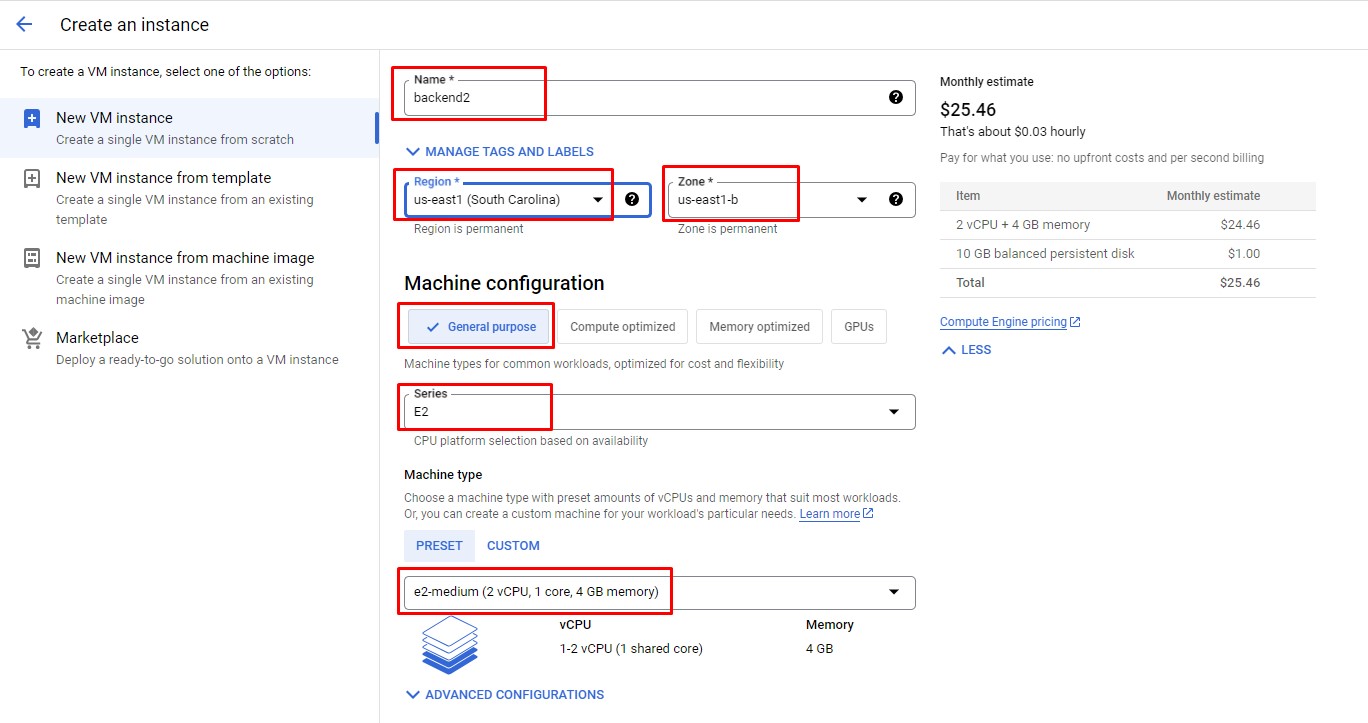 Create an instance
To create a VM instance, select one of the options:
New VM instance
Create a single VM instance from scratch
New VM instance from template
Create a single VM instance from an existing
template
New VM instance from machine image
Create a single VM instance from an existing
machine image
Marketplace
Deploy a ready-to-go solution onto a VM instance
Name *
backend2
MANAGE TAGS AND LABELS
Region *
us-east1 (South Carolina)
Region is permanent
Zone *
us-east1-b
Zone is permanent
Machine configuration
General purpose
Compute optimized
Memory optimized
GPUs
Machine types for common workloads, optimized for cost and flexibility
Series
E2
CPU platform selection based on availability
Machine type
Choose a machine type with preset amounts of vCPUs and memory that suit most workloads.
Or, you can create a custom machine for your workload's particular needs. Learn more
PRESET CUSTOM
e2-medium (2 vCPU, 1 core, 4 GB memory)
vCPU Memory
1-2 vCPU (1 shared core) 4 GB
ADVANCED CONFIGURATIONS
Monthly estimate
$25.46
That's about $0.03 hourly
Pay for what you use: no upfront costs and per second billing
Item Monthly estimate
2 vCPU + 4 GB memory $24.46
10 GB balanced persistent disk $1.00
Total $25.46
Compute Engine pricing
LESS